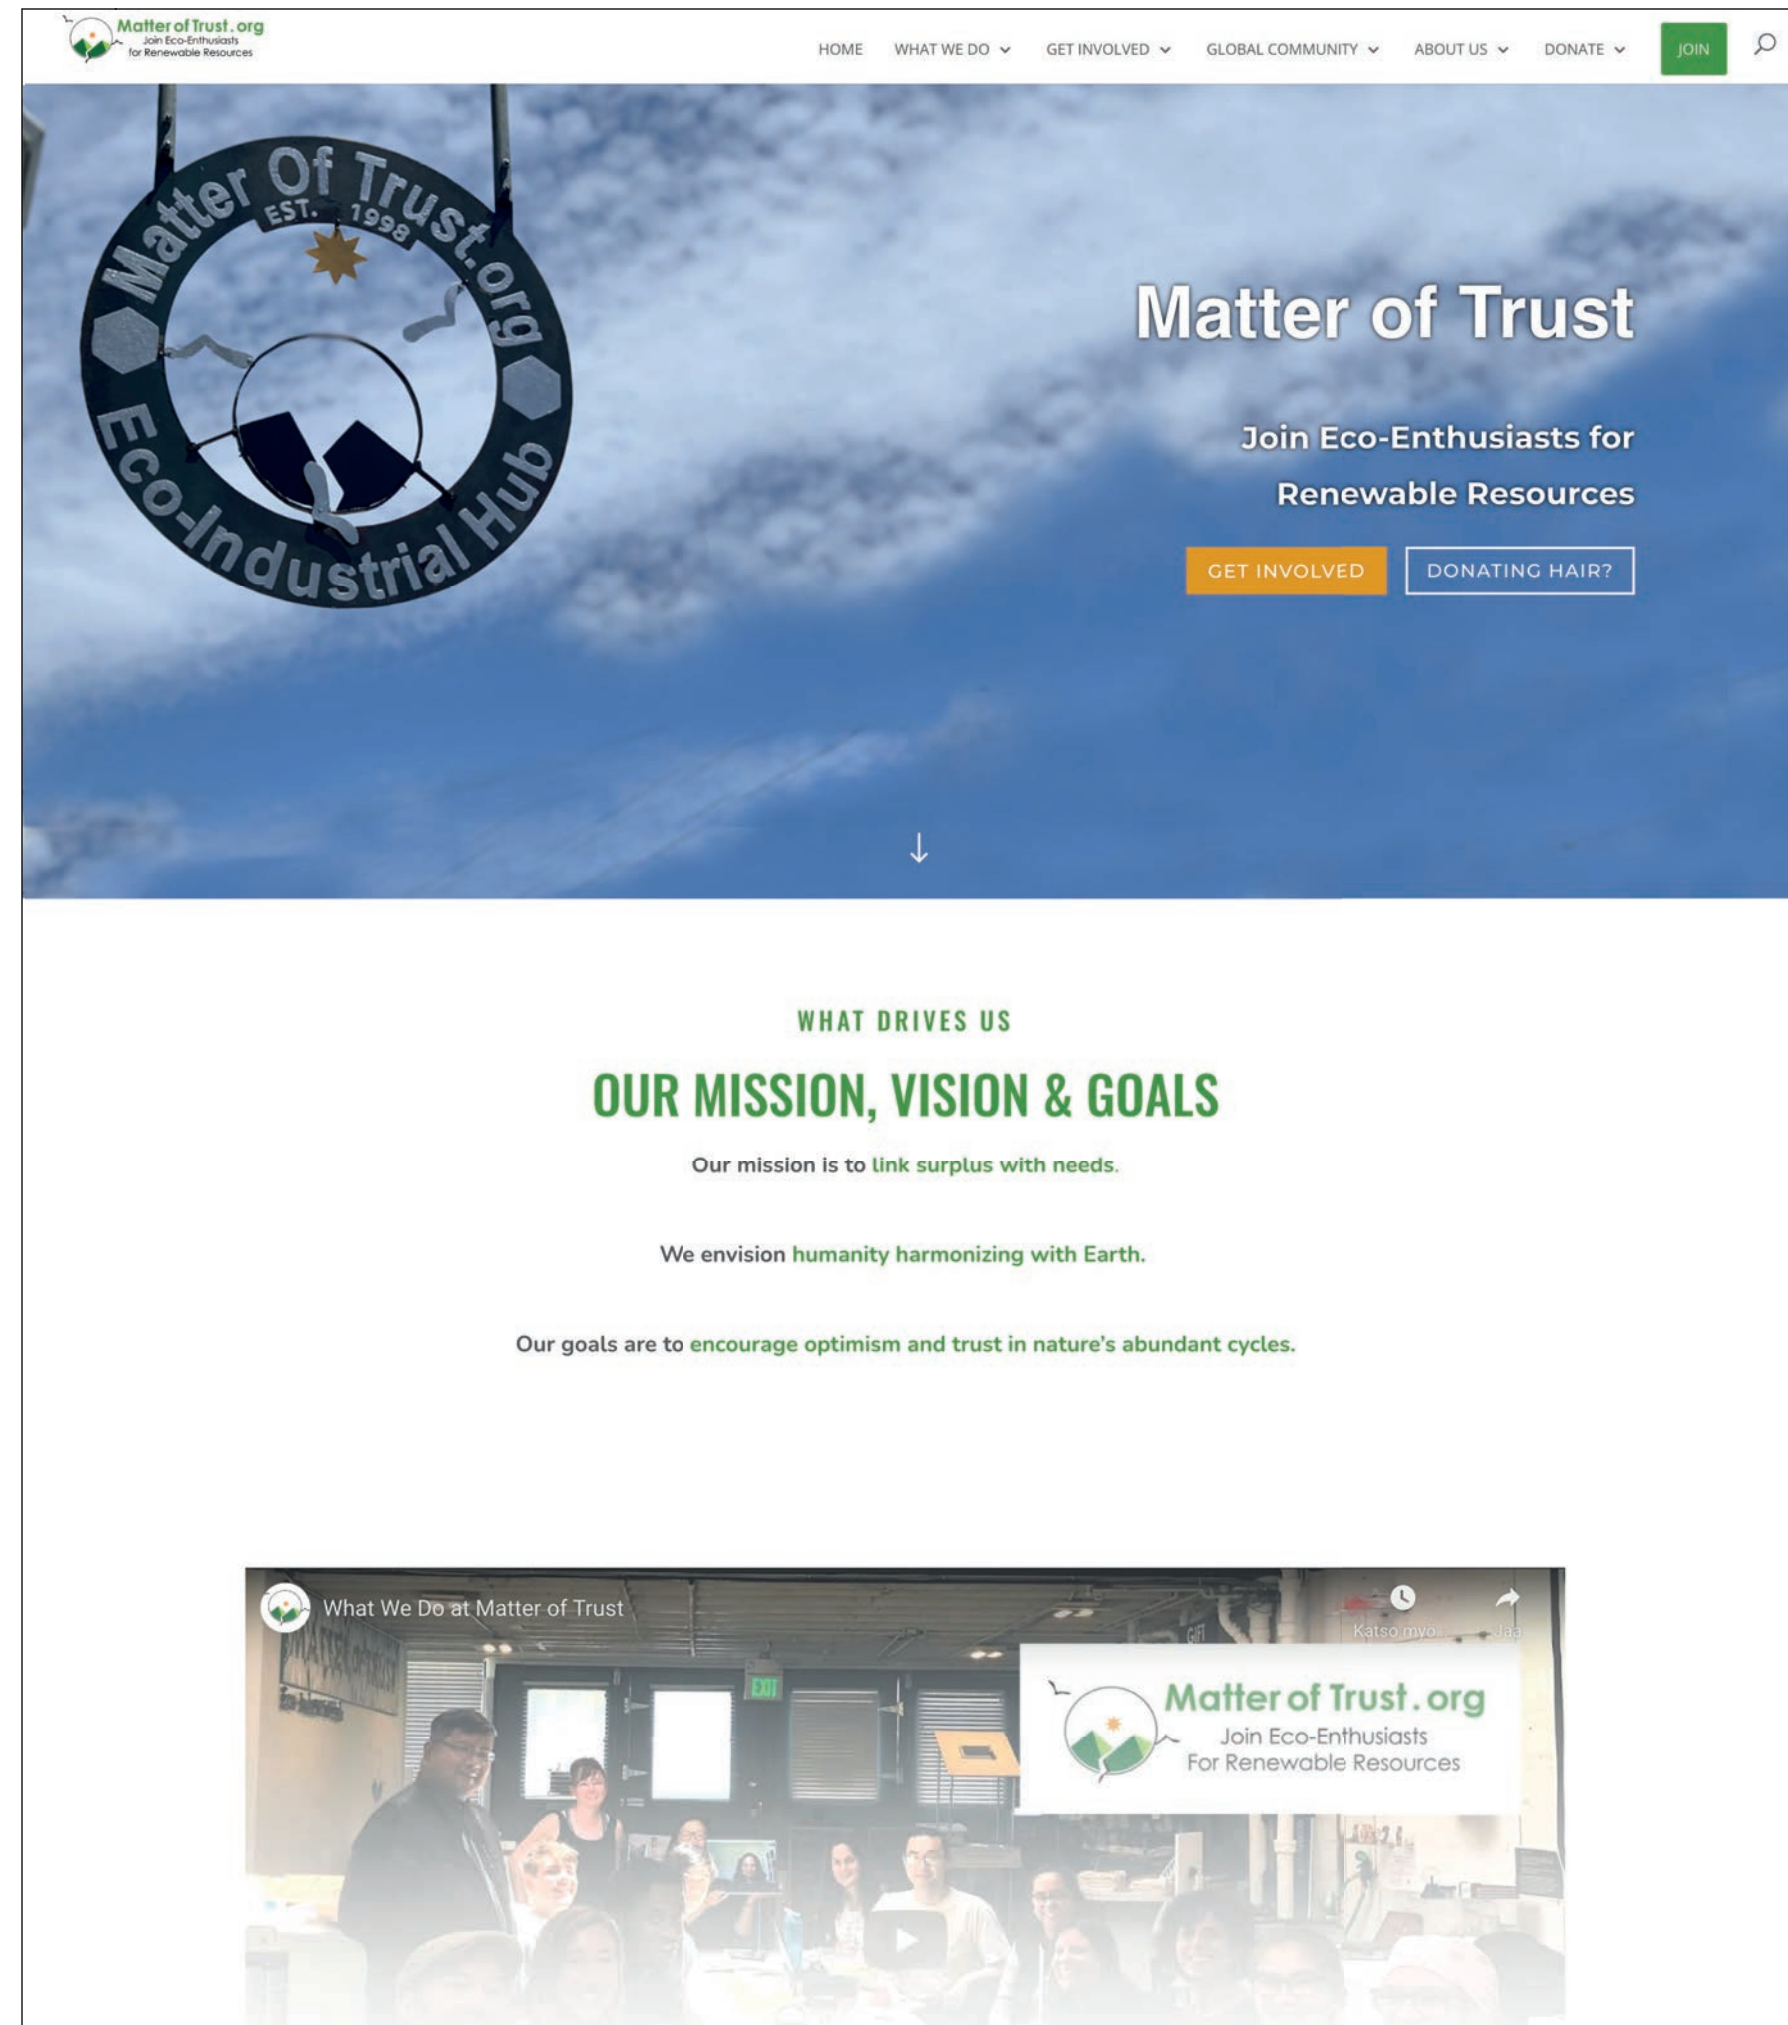 Matter of Trust.org
Join Eco-Enthusiasts
for Renewable Resources
HOME WHAT WE DO GET INVOLVED GLOBAL COMMUNITY ABOUT US DONATE JOIN
Matter Of Trust.org
EST. 1998
Eco-Industrial Hub
Matter of Trust
Join Eco-Enthusiasts for
Renewable Resources
GET INVOLVED DONATING HAIR?
WHAT DRIVES US
OUR MISSION, VISION & GOALS
Our mission is to link surplus with needs.
We envision humanity harmonizing with Earth.
Our goals are to encourage optimism and trust in nature's abundant cycles.
What We Do at Matter of Trust
Katso myö
Jaa
GIFT
EXIT
Matter of Trust.org
Join Eco-Enthusiasts
For Renewable Resources